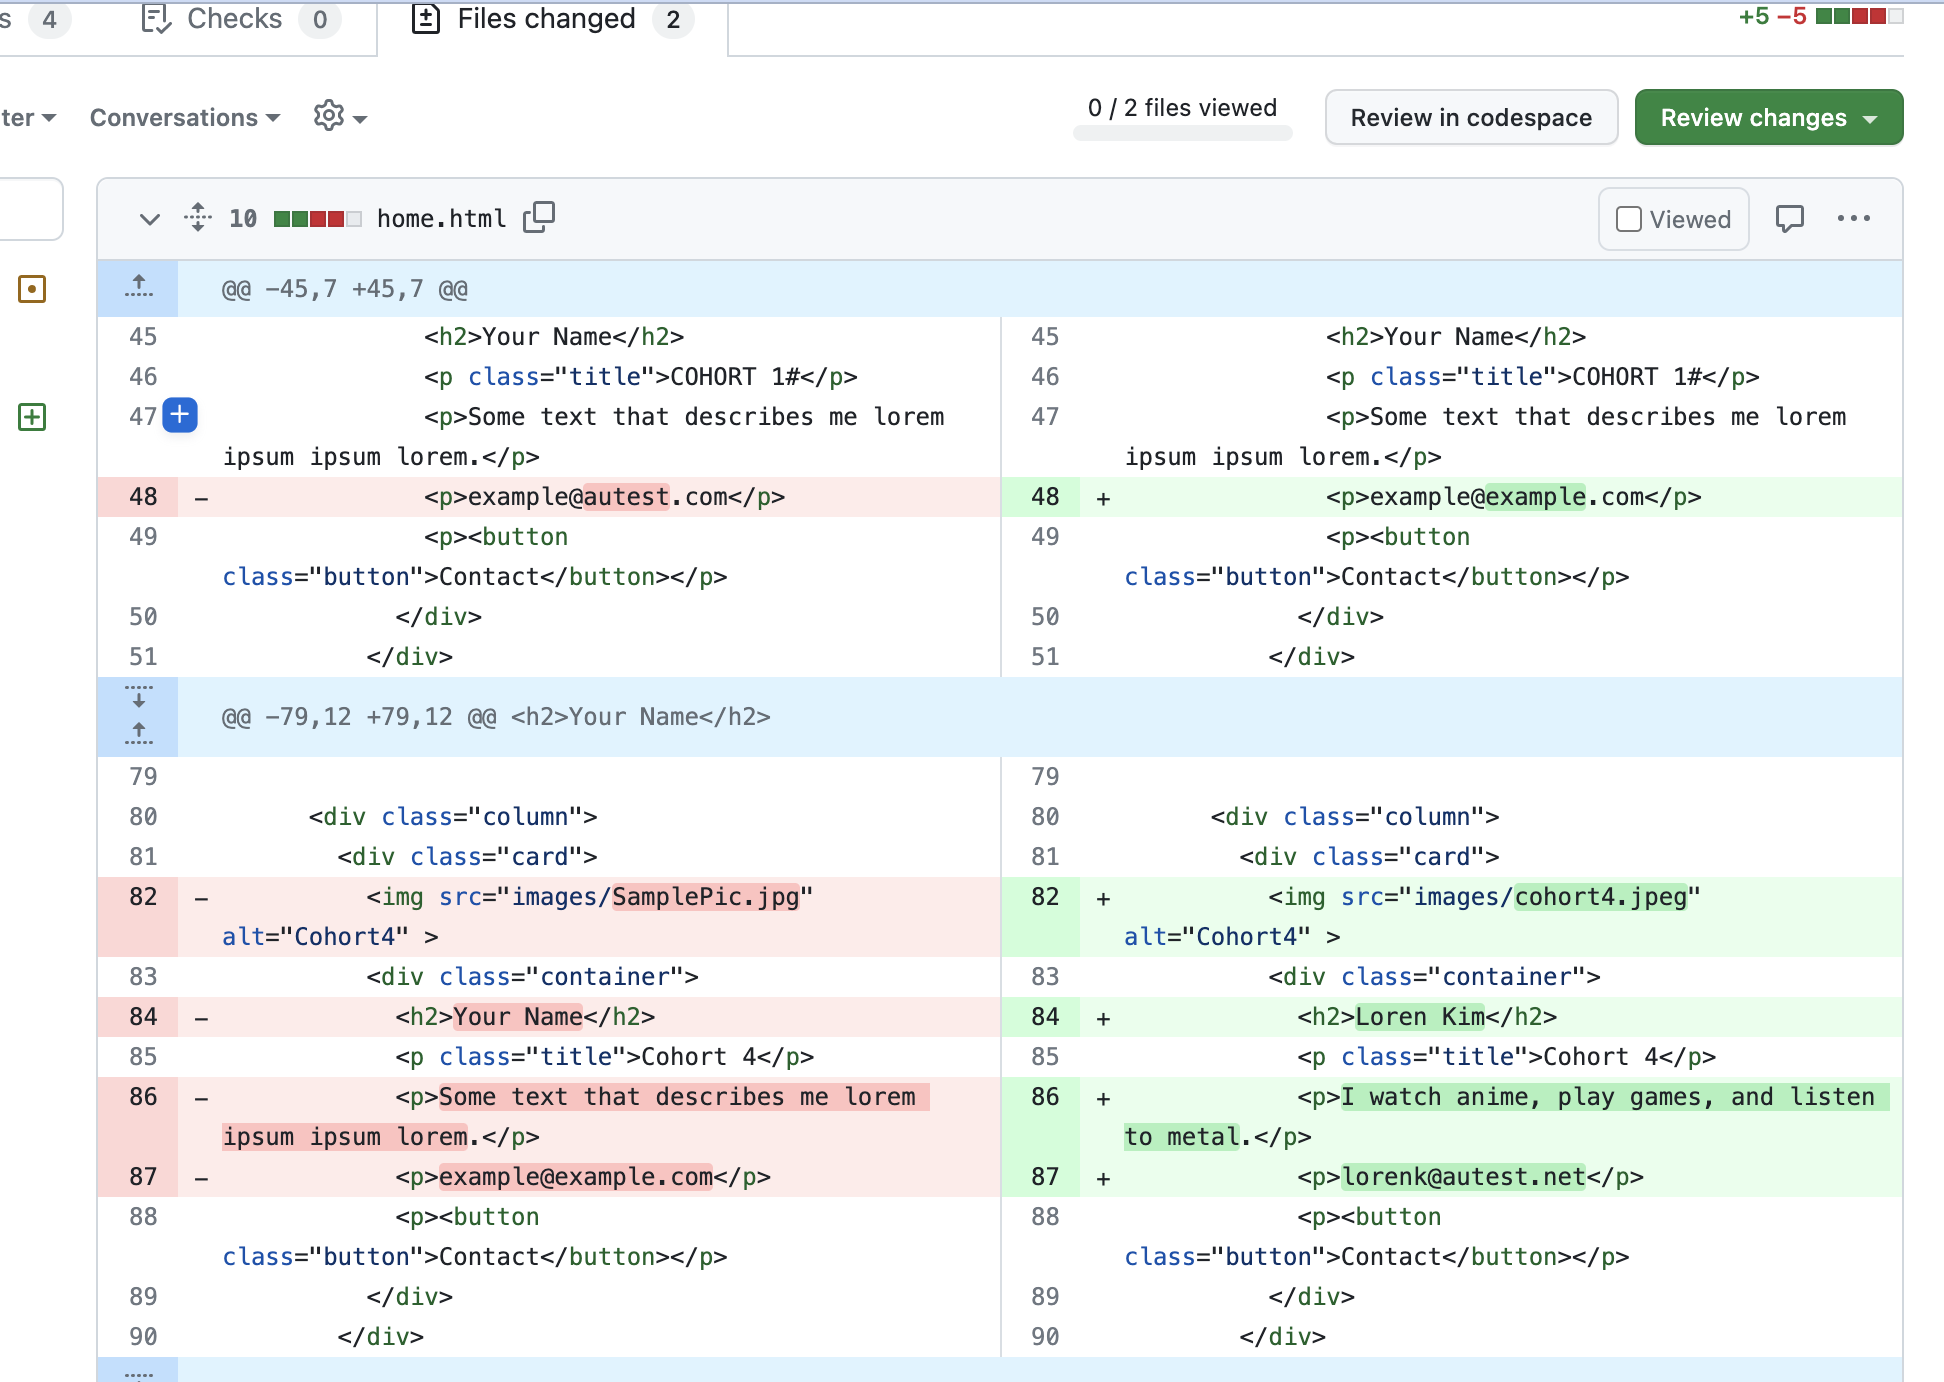 s 4 Checks 0 Files changed 2 +5 −5
ter Conversations 0 / 2 files viewed Review in codespace Review changes
10 home.html Viewed
@@ -45,7 +45,7 @@
45 <h2>Your Name</h2> 45 <h2>Your Name</h2>
46 <p class="title">COHORT 1#</p> 46 <p class="title">COHORT 1#</p>
47 <p>Some text that describes me lorem 47 <p>Some text that describes me lorem
ipsum ipsum lorem.</p> ipsum ipsum lorem.</p>
48 - <p>example@autest.com</p> 48 + <p>example@example.com</p>
49 <p><button 49 <p><button
class="button">Contact</button></p> class="button">Contact</button></p>
50 </div> 50 </div>
51 </div> 51 </div>
@@ -79,12 +79,12 @@ <h2>Your Name</h2>
79 79
80 <div class="column"> 80 <div class="column">
81 <div class="card"> 81 <div class="card">
82 - <img src="images/SamplePic.jpg" 82 + <img src="images/cohort4.jpeg"
alt="Cohort4" > alt="Cohort4" >
83 <div class="container"> 83 <div class="container">
84 - <h2>Your Name</h2> 84 + <h2>Loren Kim</h2>
85 <p class="title">Cohort 4</p> 85 <p class="title">Cohort 4</p>
86 - <p>Some text that describes me lorem 86 + <p>I watch anime, play games, and listen
ipsum ipsum lorem.</p> to metal.</p>
87 - <p>example@example.com</p> 87 + <p>lorenk@autest.net</p>
88 <p><button 88 <p><button
class="button">Contact</button></p> class="button">Contact</button></p>
89 </div> 89 </div>
90 </div> 90 </div>